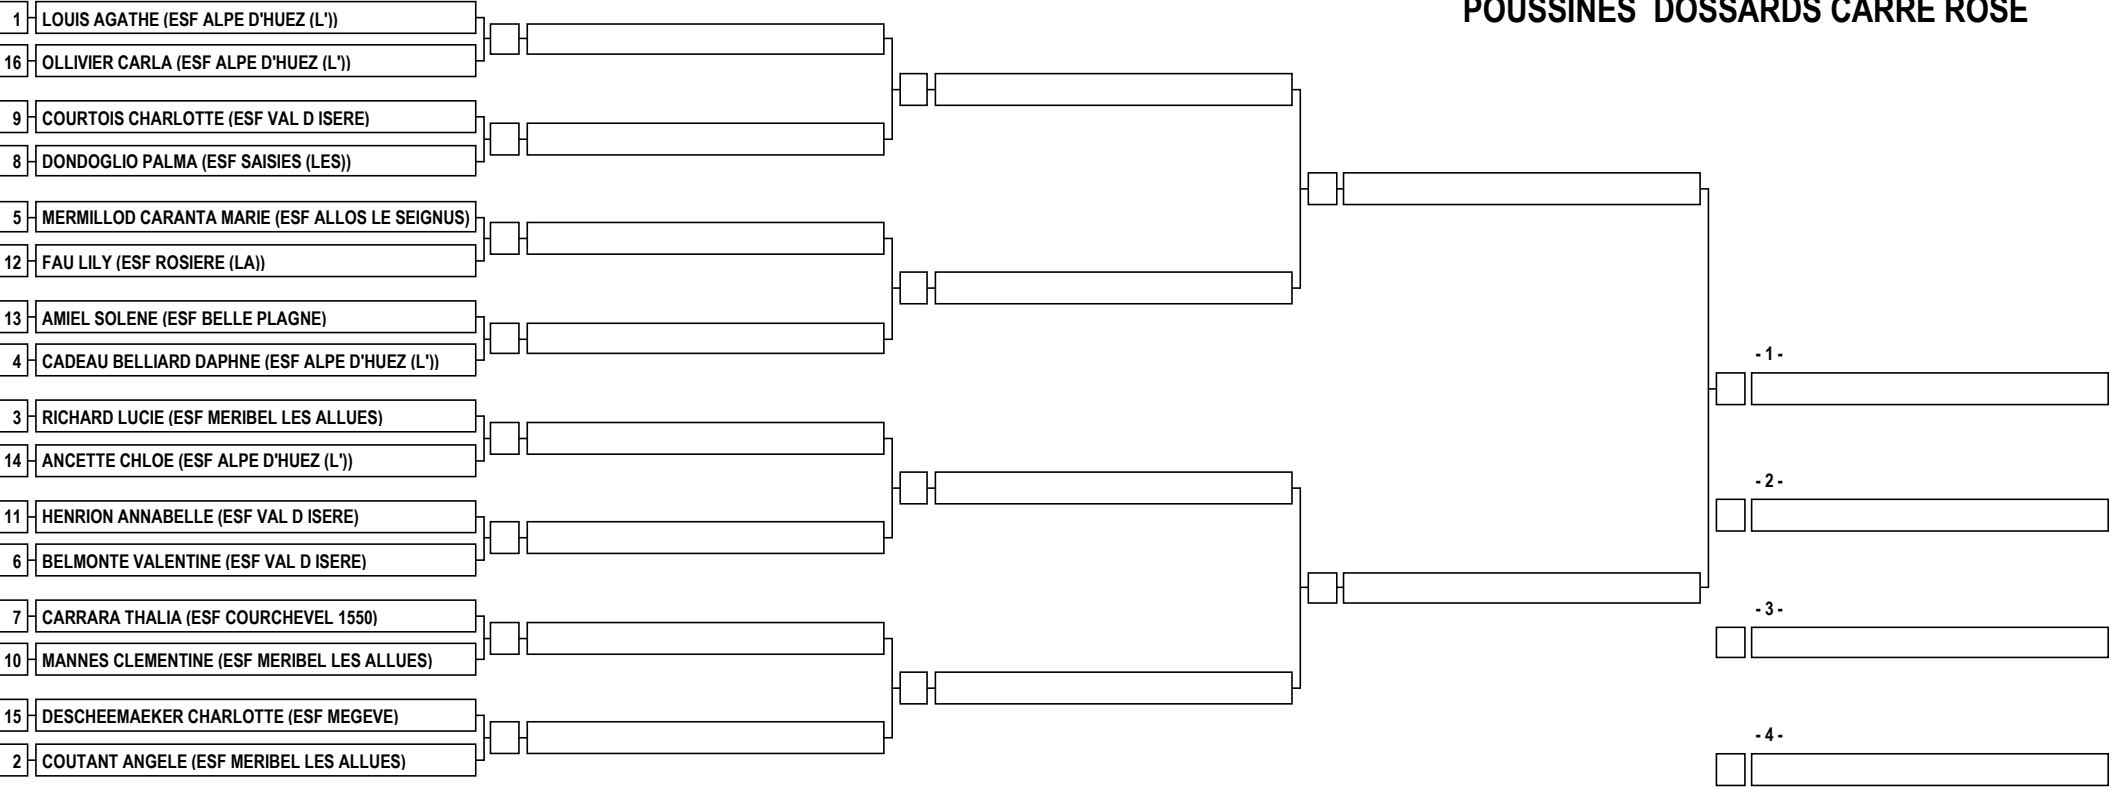 POUSSINES DOSSARDS CARRE ROSE
1 LOUIS AGATHE (ESF ALPE D'HUEZ (L'))
16 OLLIVIER CARLA (ESF ALPE D'HUEZ (L'))
9 COURTOIS CHARLOTTE (ESF VAL D ISERE)
8 DONDOGLIO PALMA (ESF SAISIES (LES))
5 MERMILLOD CARANTA MARIE (ESF ALLOS LE SEIGNUS)
12 FAU LILY (ESF ROSIERE (LA))
13 AMIEL SOLENE (ESF BELLE PLAGNE)
4 CADEAU BELLIARD DAPHNE (ESF ALPE D'HUEZ (L'))
3 RICHARD LUCIE (ESF MERIBEL LES ALLUES)
14 ANCETTE CHLOE (ESF ALPE D'HUEZ (L'))
11 HENRION ANNABELLE (ESF VAL D ISERE)
6 BELMONTE VALENTINE (ESF VAL D ISERE)
7 CARRARA THALIA (ESF COURCHEVEL 1550)
10 MANNES CLEMENTINE (ESF MERIBEL LES ALLUES)
15 DESCHEEMAEKER CHARLOTTE (ESF MEGEVE)
2 COUTANT ANGELE (ESF MERIBEL LES ALLUES)
- 1 -
- 2 -
- 3 -
- 4 -